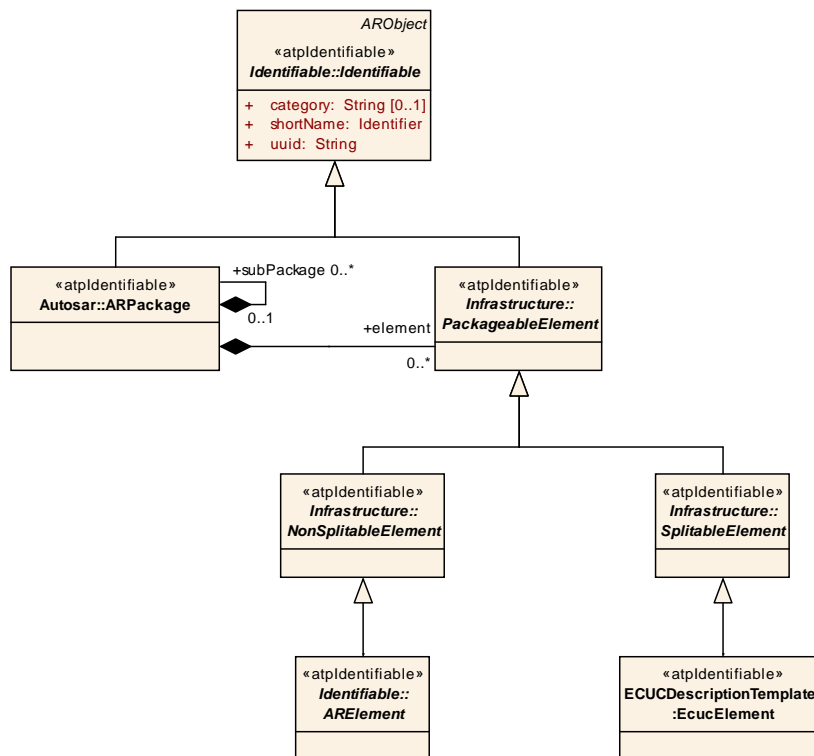 ARObject
«atpIdentifiable»
Identifiable::Identifiable
+ category: String [0..1]
+ shortName: Identifier
+ uuid: String
«atpIdentifiable»
Autosar::ARPackage
+subPackage 0..*
0..1
+element
0..*
«atpIdentifiable»
Infrastructure::
PackageableElement
«atpIdentifiable»
Infrastructure::
NonSplitableElement
«atpIdentifiable»
Infrastructure::
SplitableElement
«atpIdentifiable»
Identifiable::
ARElement
«atpIdentifiable»
ECUCDescriptionTemplate
:EcucElement